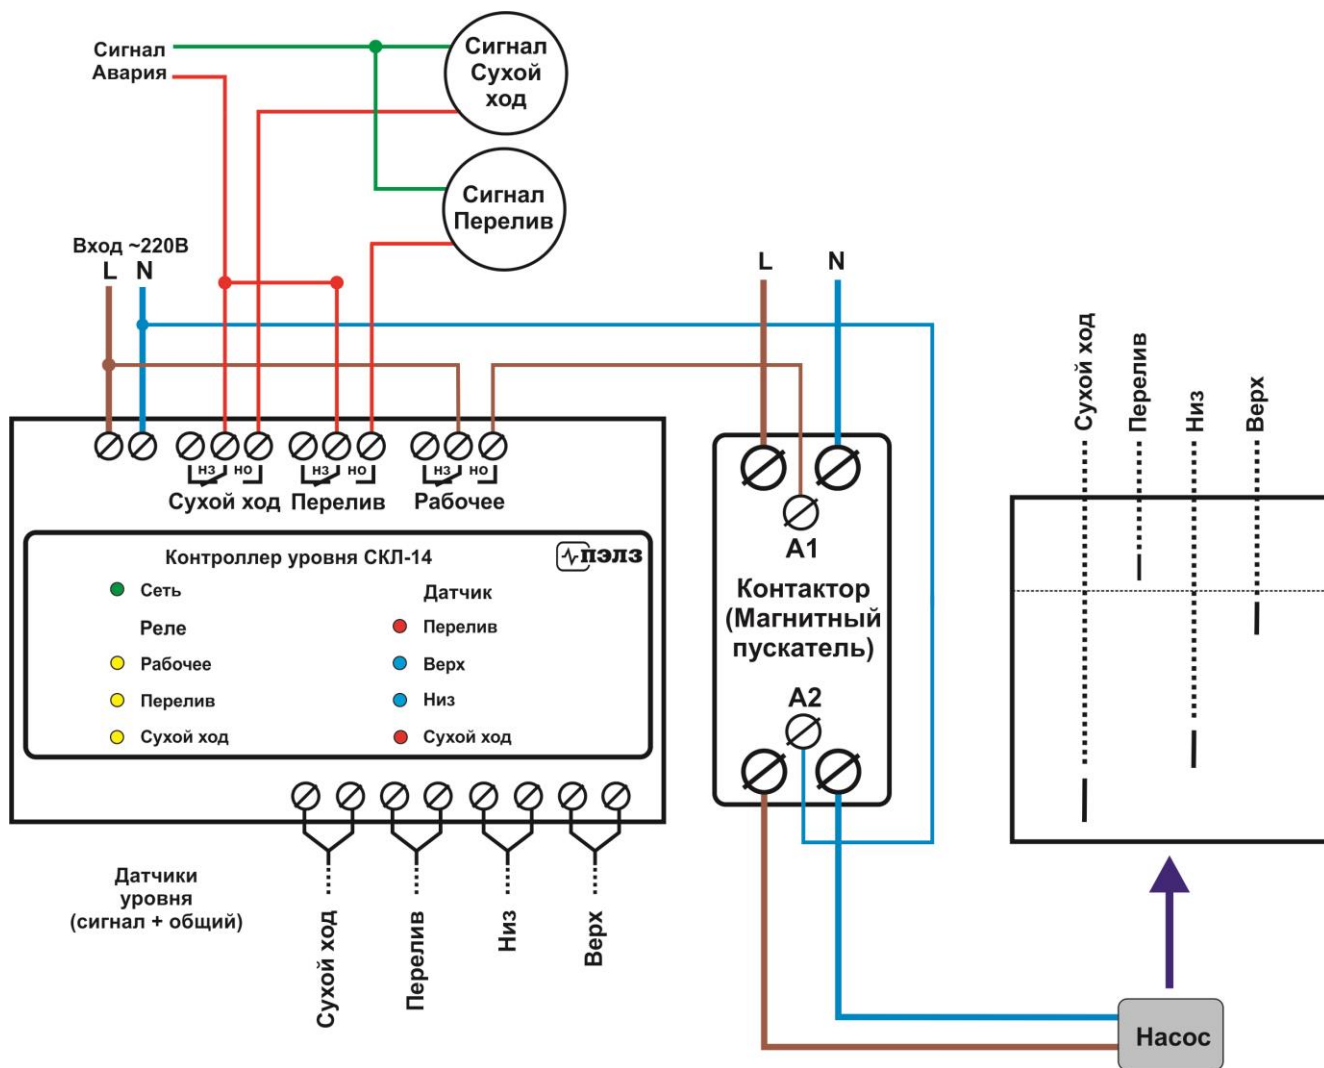 Сигнал
Авария
Сигнал
Сухой
ход
Сигнал
Перелив
Вход ~220В
L N
L N
нз но нз но нз но
Сухой ход Перелив Рабочее
Контроллер уровня СКЛ-14
пэлз
Сеть
Реле
Рабочее
Перелив
Сухой ход
Датчик
Перелив
Верх
Низ
Сухой ход
Датчики
уровня
(сигнал + общий)
Сухой ход
Перелив
Низ
Верх
A1
Контактор
(Магнитный
пускатель)
A2
Сухой ход
Перелив
Низ
Верх
Насос